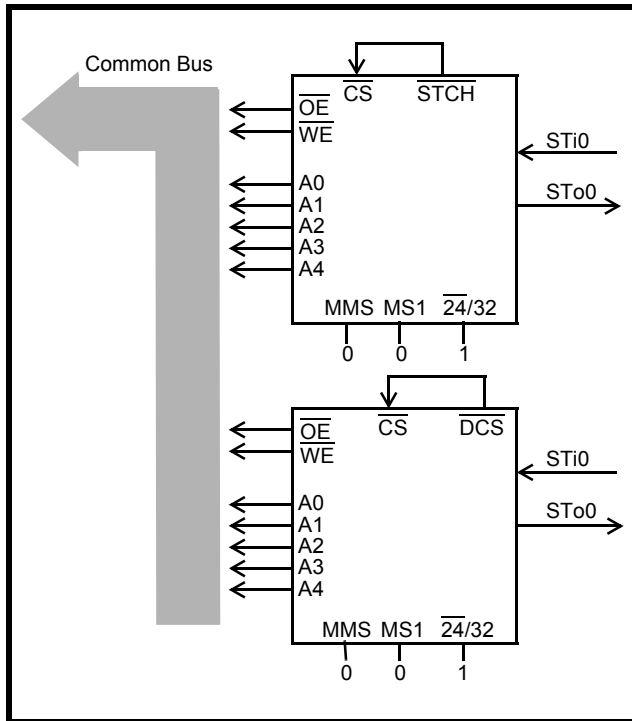 Common Bus
CS STCH
OE
WE
STi0
A0
STo0
A1
A2
A3
A4
MMS MS1 24/32
0 0 1
CS DCS
OE
WE
STi0
A0
STo0
A1
A2
A3
A4
MMS MS1 24/32
0 0 1